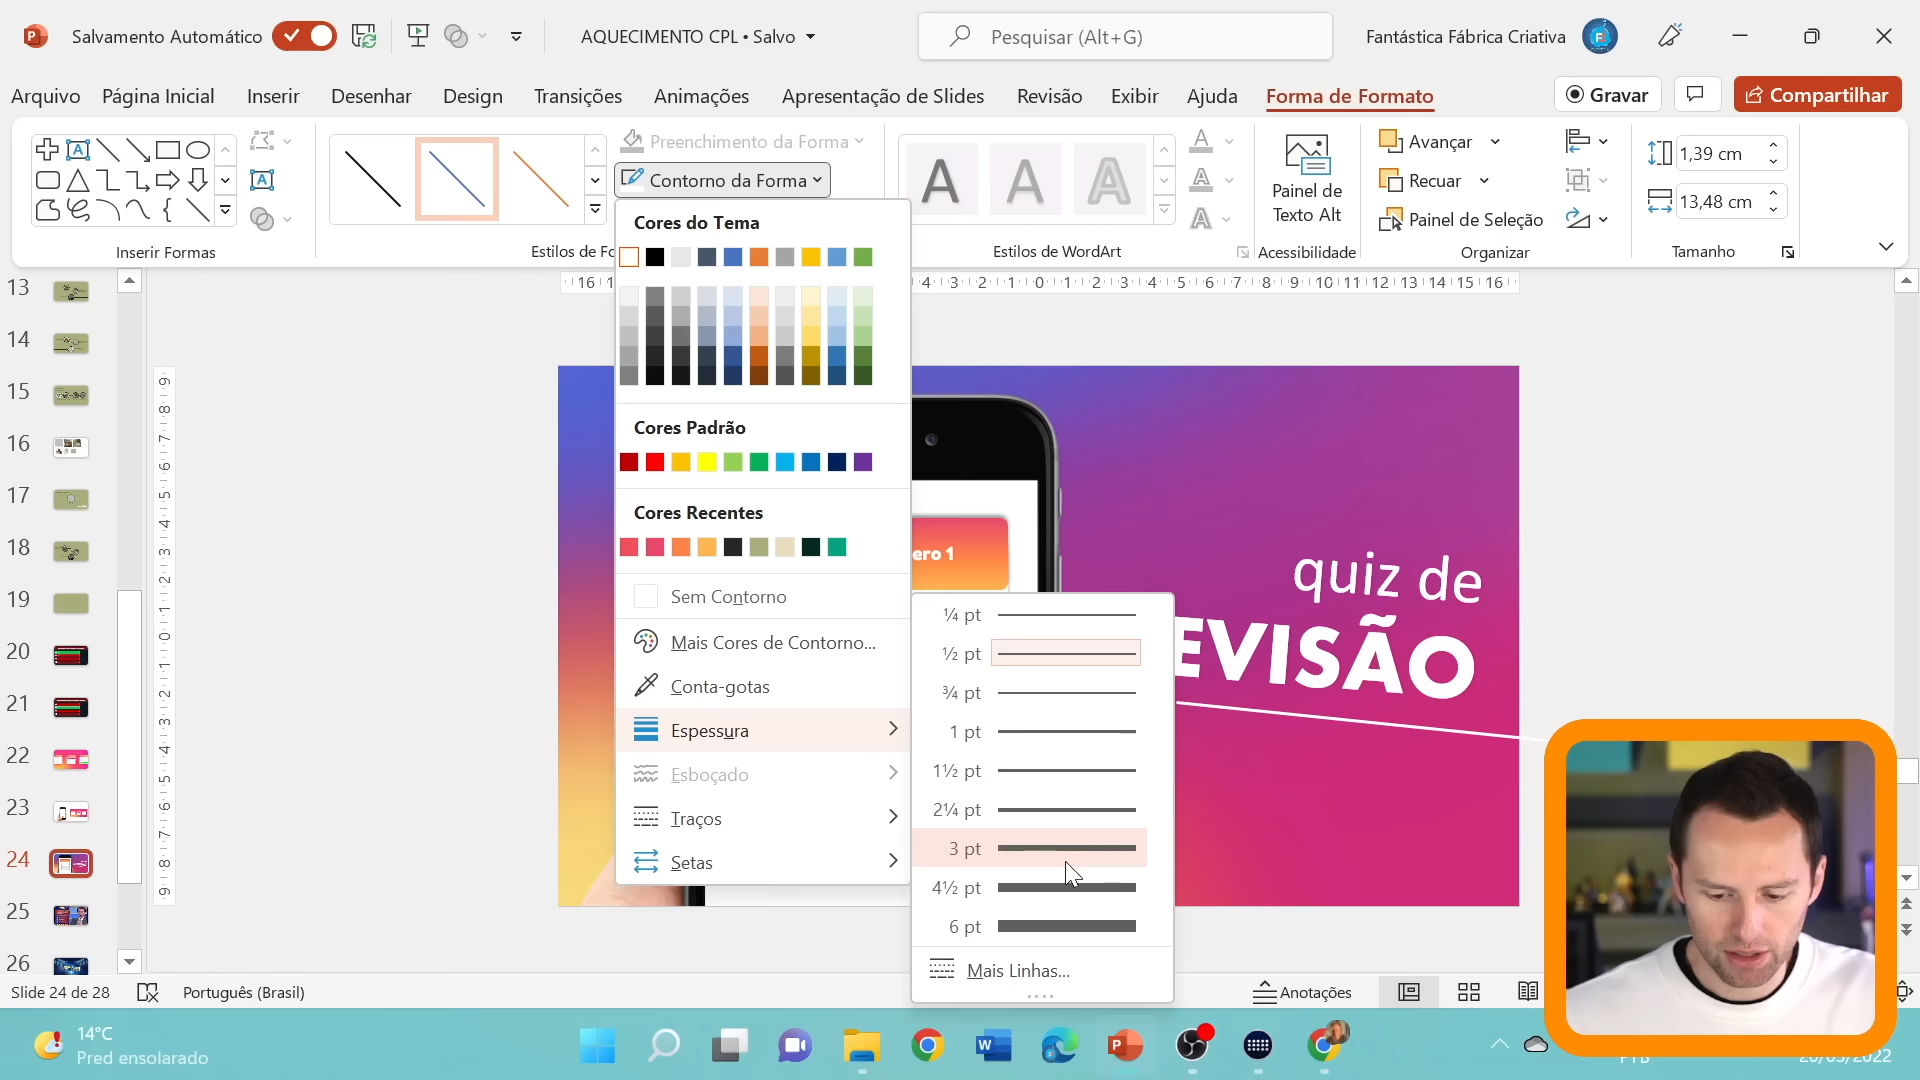 Salvamento Automático
AQUECIMENTO CPL • Salvo
Pesquisar (Alt+G)
Fantástica Fábrica Criativa
Arquivo
Página Inicial
Inserir
Desenhar
Design
Transições
Animações
Apresentação de Slides
Revisão
Exibir
Ajuda
Forma de Formato
Gravar
Compartilhar
Preenchimento da Forma
Contorno da Forma
Painel de
Texto Alt
Avançar
Recuar
Painel de Seleção
1,39 cm
13,48 cm
Inserir Formas
Estilos de Fo
Estilos de WordArt
Acessibilidade
Organizar
Tamanho
Cores do Tema
Cores Padrão
Cores Recentes
Sem Contorno
Mais Cores de Contorno...
Conta-gotas
Espessura
Esboçado
Traços
Setas
¼ pt
½ pt
¾ pt
1 pt
1½ pt
2¼ pt
3 pt
4½ pt
6 pt
Mais Linhas...
13
14
15
16
17
18
19
20
21
22
23
24
25
26
ero 1
quiz de
EVISÃO
Slide 24 de 28
Português (Brasil)
Anotações
14°C
Pred ensolarado